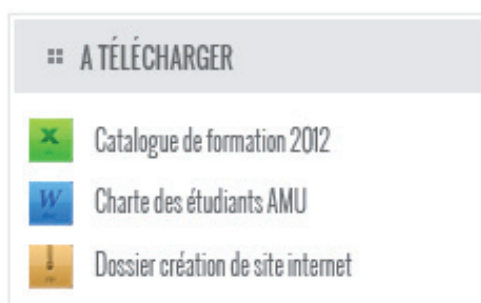 A TÉLÉCHARGER
X
Catalogue de formation 2012
W
Charte des étudiants AMU
Dossier création de site internet